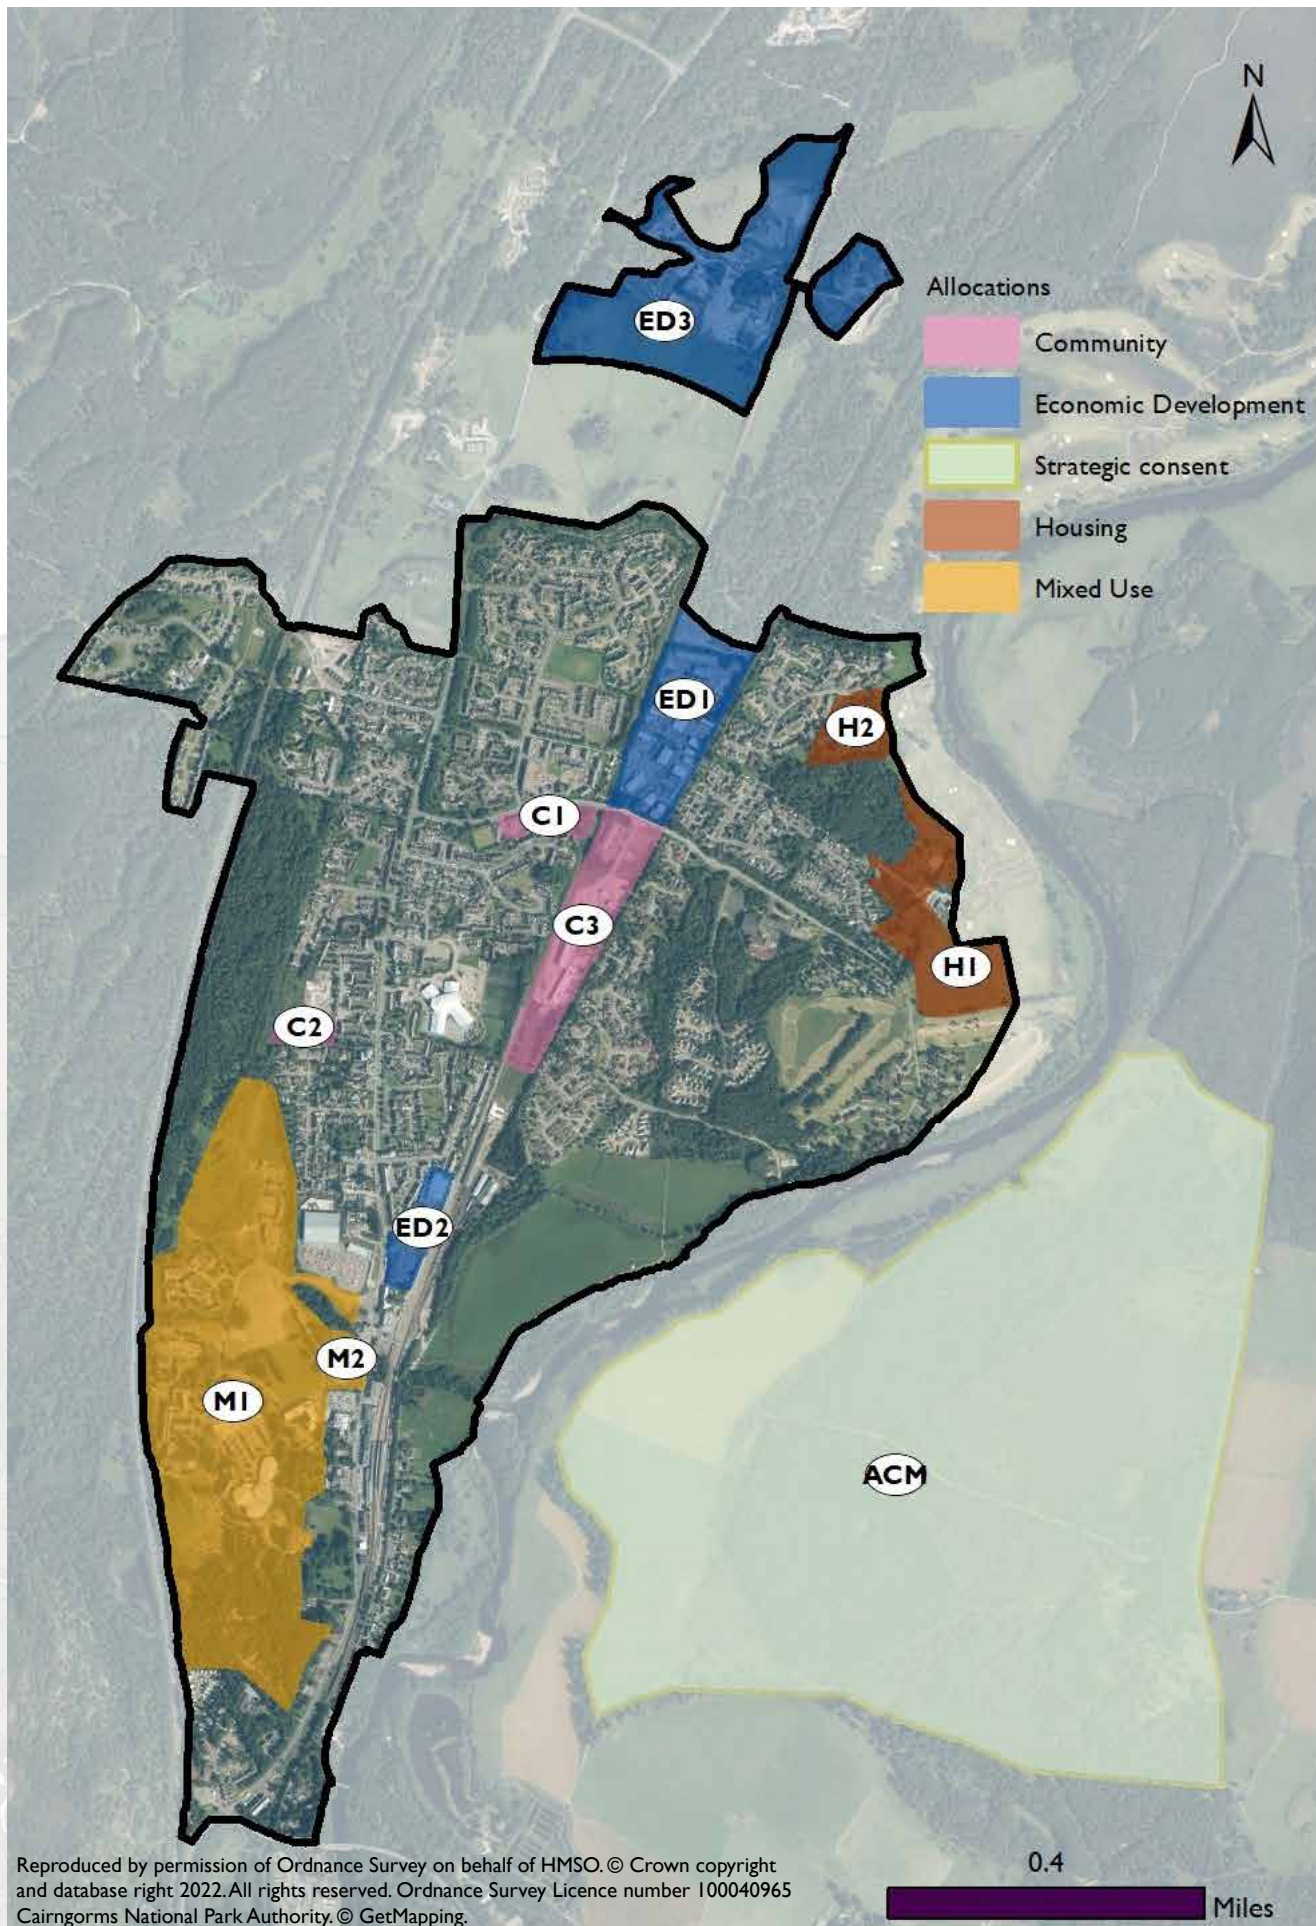 N
Allocations
Community
Economic Development
Strategic consent
Housing
Mixed Use
ED3
ED1
H2
C1
C3
H1
C2
ED2
M2
M1
ACM
Reproduced by permission of Ordnance Survey on behalf of HMSO. © Crown copyright
and database right 2022. All rights reserved. Ordnance Survey Licence number 100040965
Cairngorms National Park Authority. © GetMapping.
0.4
Miles